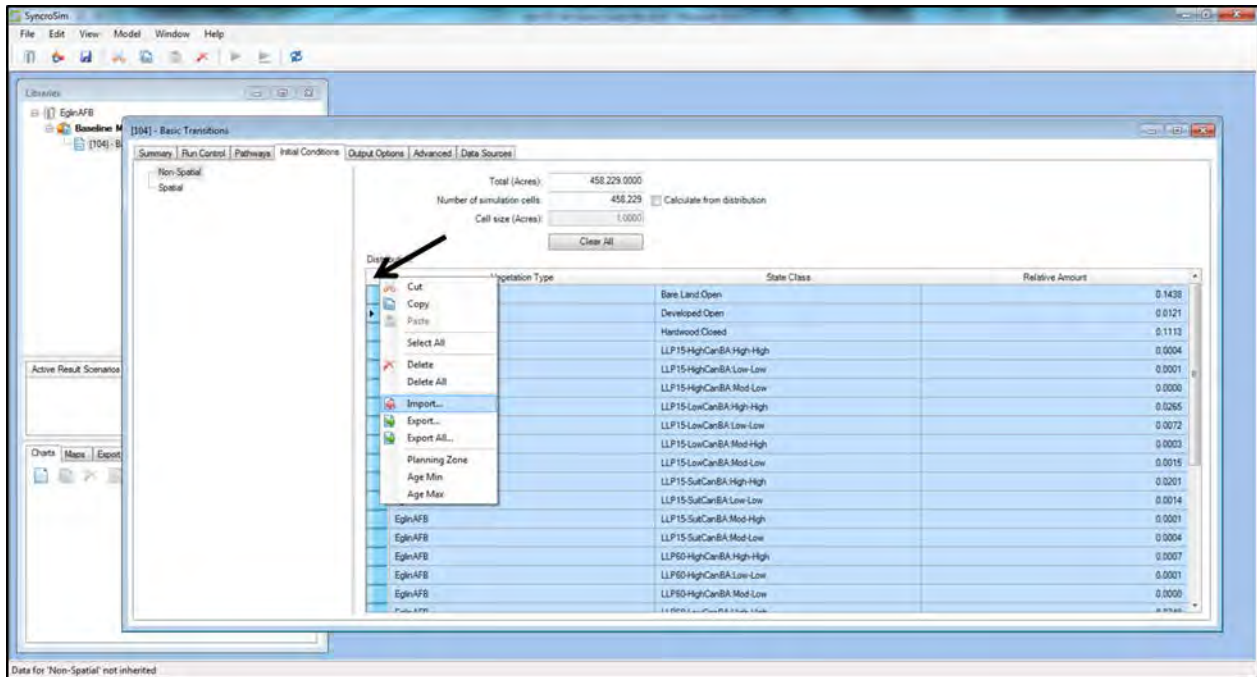 SyncroSim
File Edit View Model Window Help
Libraries
EglinAFB
Baseline M
[104] - B
[104] - Basic Transitions
Summary Run Control Pathways Initial Conditions Output Options Advanced Data Sources
Non-Spatial
Spatial
Total (Acres): 458,229.0000
Number of simulation cells: 458,229 Calculate from distribution
Cell size (Acres): 1.0000
Clear All
Vegetation Type State Class Relative Amount
Cut
Copy
Paste
Select All
Delete
Delete All
Import...
Export...
Export All...
Planning Zone
Age Min
Age Max
Bare Land:Open 0.1438
Developed:Open 0.0121
Hardwood:Closed 0.1113
LLP15-HighCanBA:High-High 0.0004
LLP15-HighCanBA:Low-Low 0.0001
LLP15-HighCanBA:Mod-Low 0.0000
LLP15-LowCanBA:High-High 0.0265
LLP15-LowCanBA:Low-Low 0.0072
LLP15-LowCanBA:Mod-High 0.0003
LLP15-LowCanBA:Mod-Low 0.0015
LLP15-SuitCanBA:High-High 0.0201
LLP15-SuitCanBA:Low-Low 0.0014
EglinAFB LLP15-SuitCanBA:Mod-High 0.0001
EglinAFB LLP15-SuitCanBA:Mod-Low 0.0004
EglinAFB LLP60-HighCanBA:High-High 0.0007
EglinAFB LLP60-HighCanBA:Low-Low 0.0001
EglinAFB LLP60-HighCanBA:Mod-Low 0.0000
Active Result Scenarios
Charts Maps Export
Data for 'Non-Spatial' not inherited